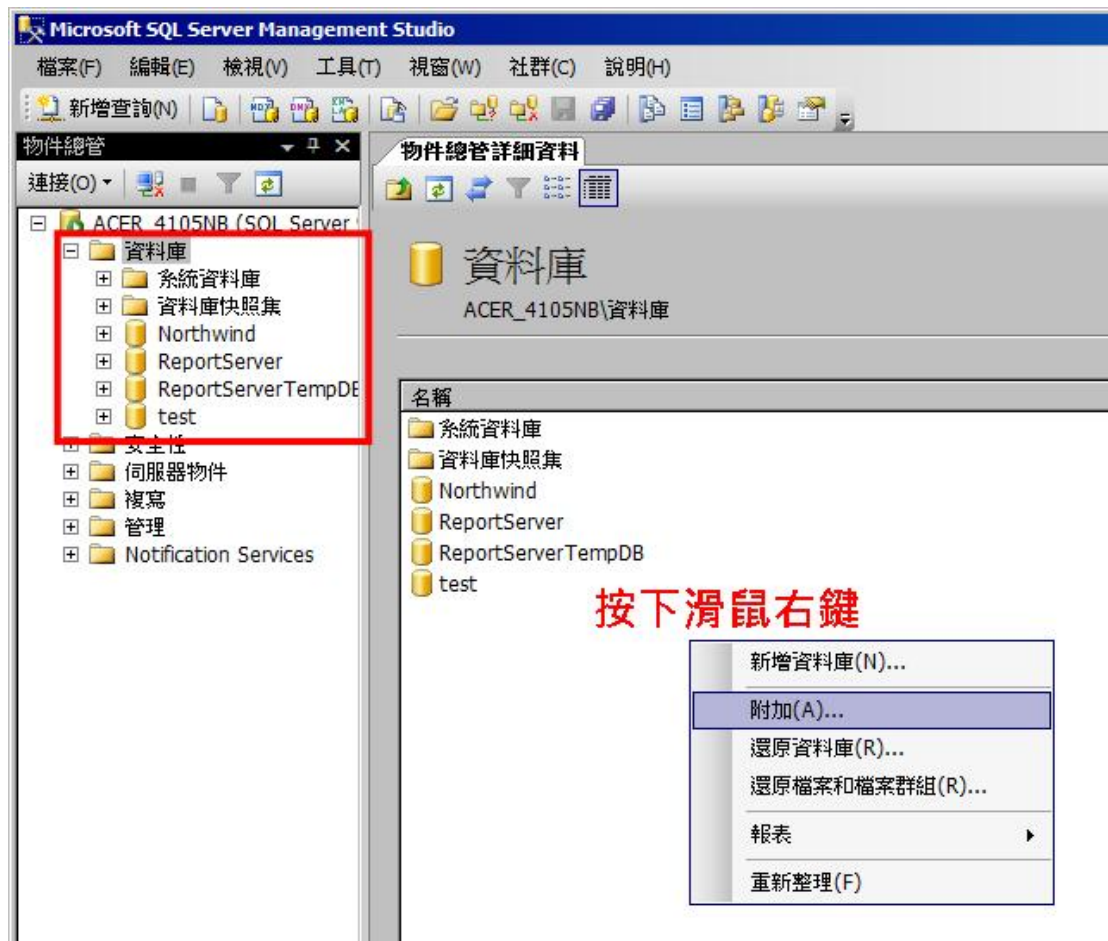 Microsoft SQL Server Management Studio
檔案(F) 編輯(E) 檢視(V) 工具(T) 視窗(W) 社群(C) 說明(H)
新增查詢(N)
物件總管
連接(O)
ACER_4105NB (SQL Server
資料庫
系統資料庫
資料庫快照集
Northwind
ReportServer
ReportServerTempDB
test
安全性
伺服器物件
複寫
管理
Notification Services
物件總管詳細資料
資料庫
ACER_4105NB\資料庫
名稱
系統資料庫
資料庫快照集
Northwind
ReportServer
ReportServerTempDB
test
按下滑鼠右鍵
新增資料庫(N)...
附加(A)...
還原資料庫(R)...
還原檔案和檔案群組(R)...
報表
重新整理(F)